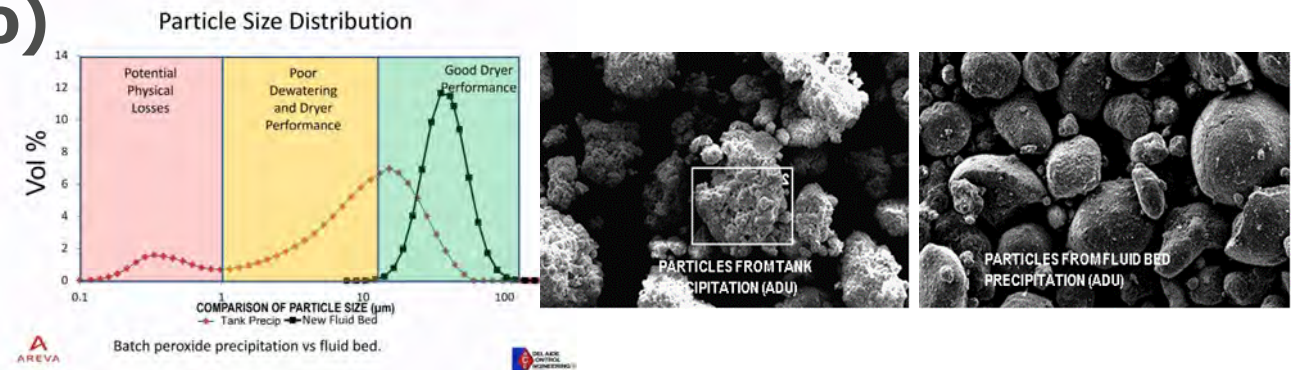 b)
Particle Size Distribution
14
12
10
8
6
4
2
0
Vol %
Potential
Physical
Losses
Poor
Dewatering
and Dryer
Performance
Good Dryer
Performance
0.1
1
10
100
COMPARISON OF PARTICLE SIZE (µm)
Tank Precip
New Fluid Bed
Batch peroxide precipitation vs fluid bed.
AREVA
CONTROL
PARTICLES FROM TANK
PRECIPITATION (ADU)
PARTICLES FROM FLUID BED
PRECIPITATION (ADU)